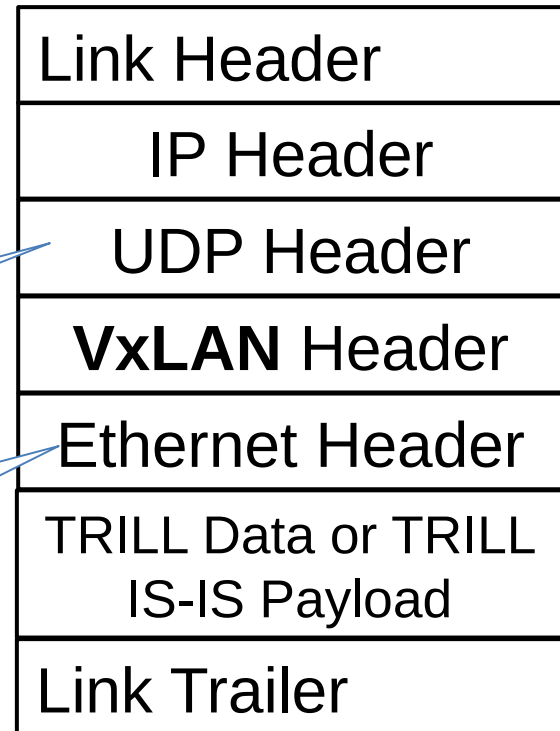 Link Header
IP Header
UDP Header
VxLAN Header
Ethernet Header
TRILL Data or TRILL
IS-IS Payload
Link Trailer